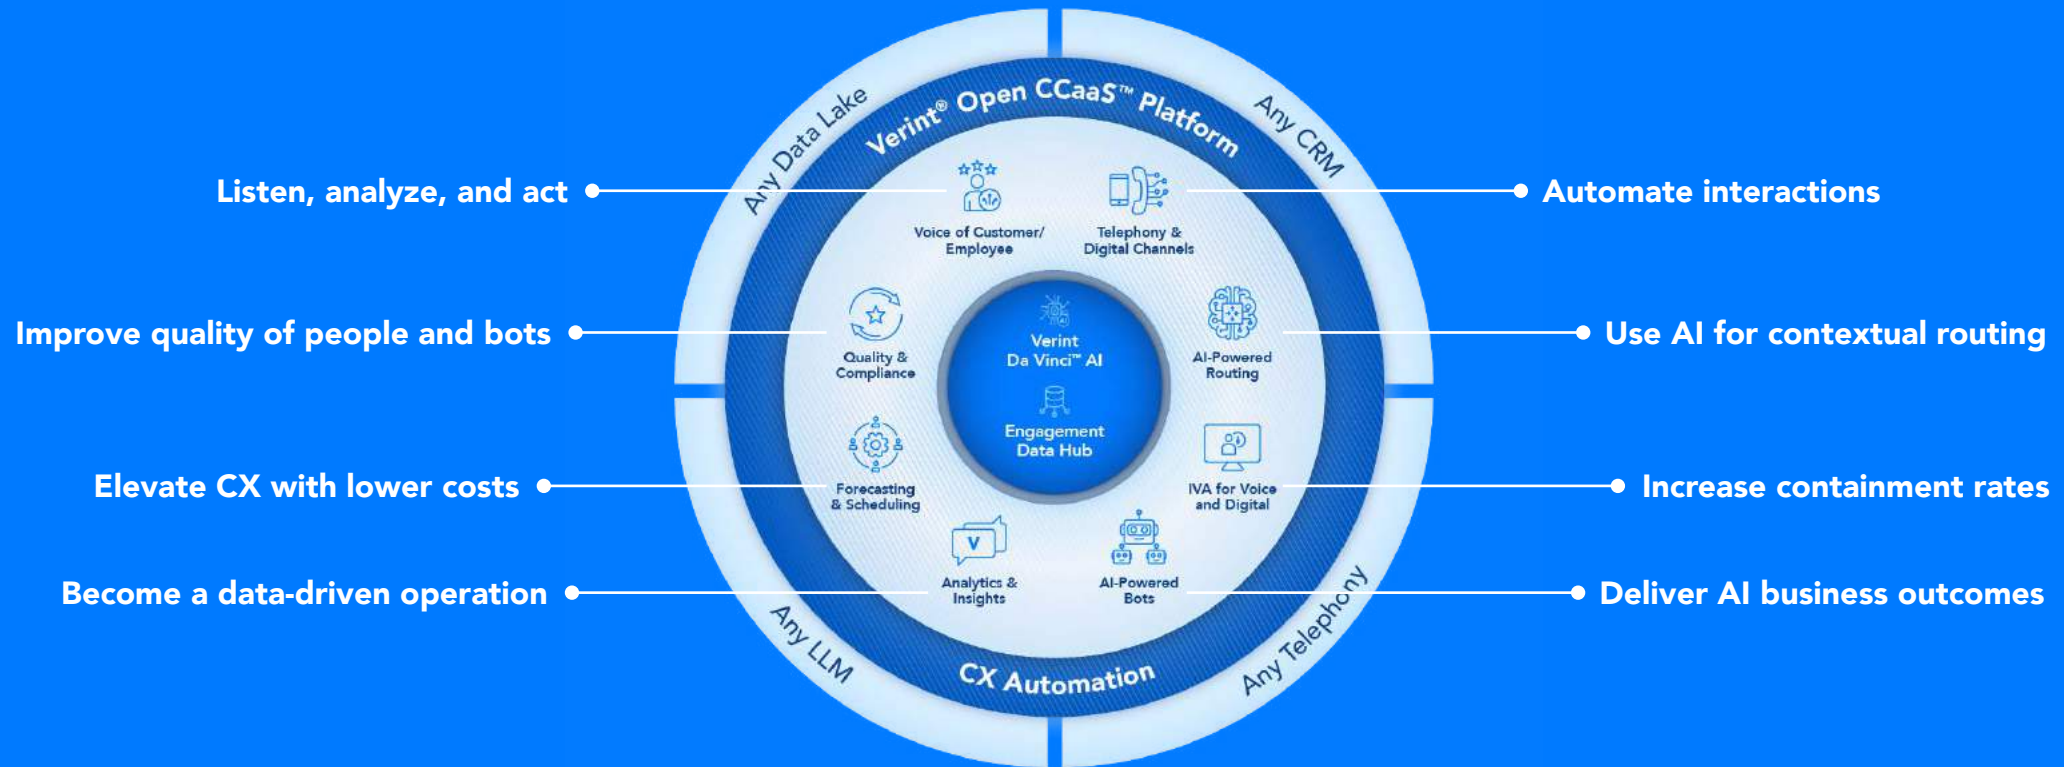 Any Data Lake
Verint® Open CCaaS™ Platform
Any CRM
Listen, analyze, and act
Voice of Customer/
Employee
Telephony &
Digital Channels
Automate interactions
Improve quality of people and bots
Quality &
Compliance
Verint
Da Vinci™ AI
AI-Powered
Routing
Use AI for contextual routing
Engagement
Data Hub
Elevate CX with lower costs
Forecasting
& Scheduling
IVA for Voice
and Digital
Increase containment rates
Become a data-driven operation
V
Analytics &
Insights
AI-Powered
Bots
Deliver AI business outcomes
Any LLM
CX Automation
Any Telephony